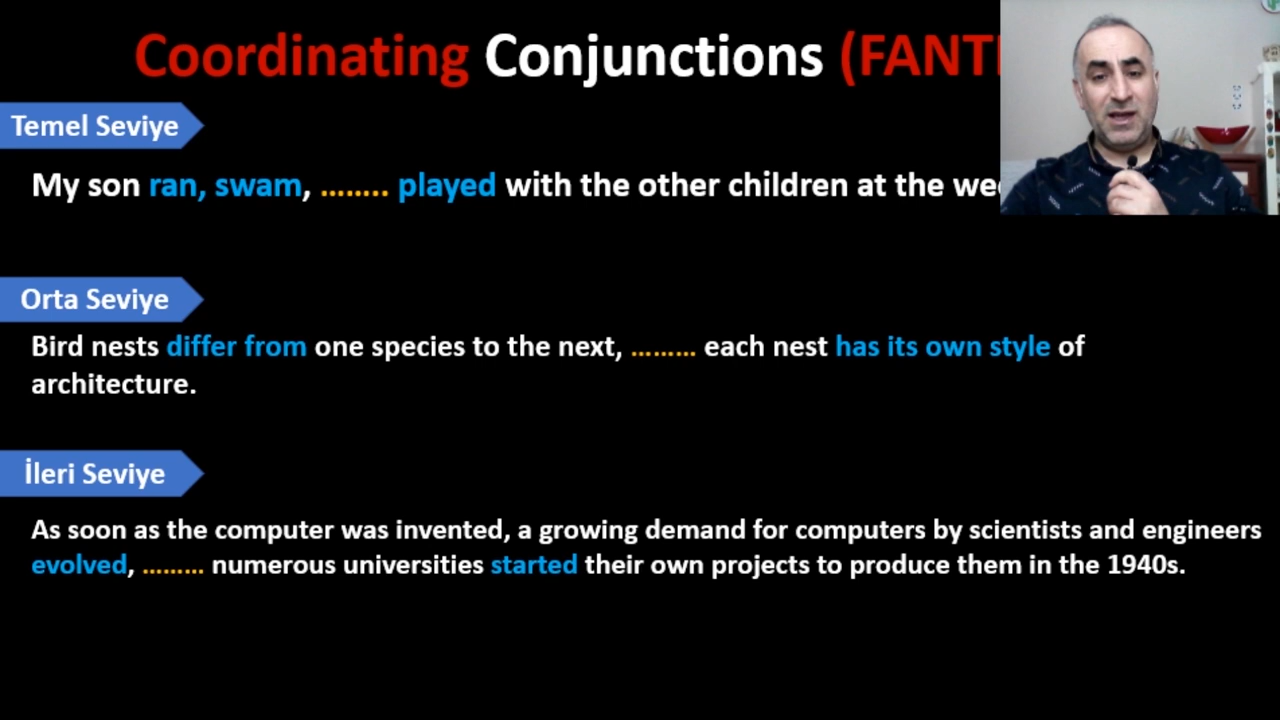 Coordinating Conjunctions (FANT
Temel Seviye
My son ran, swam, ........ played with the other children at the
Orta Seviye
Bird nests differ from one species to the next, ......... each nest has its own style of
architecture.
İleri Seviye
As soon as the computer was invented, a growing demand for computers by scientists and engineers
evolved, ......... numerous universities started their own projects to produce them in the 1940s.